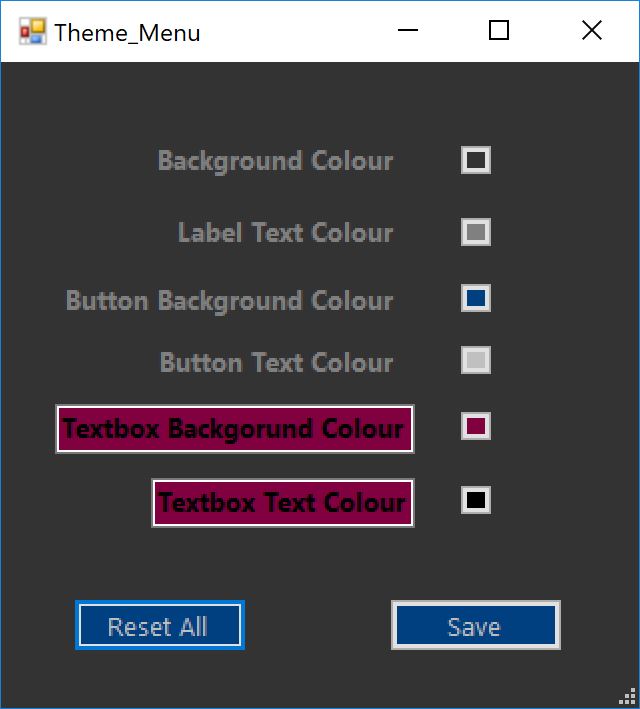 Theme_Menu
Background Colour
Label Text Colour
Button Background Colour
Button Text Colour
Textbox Backgorund Colour
Textbox Text Colour
Reset All
Save